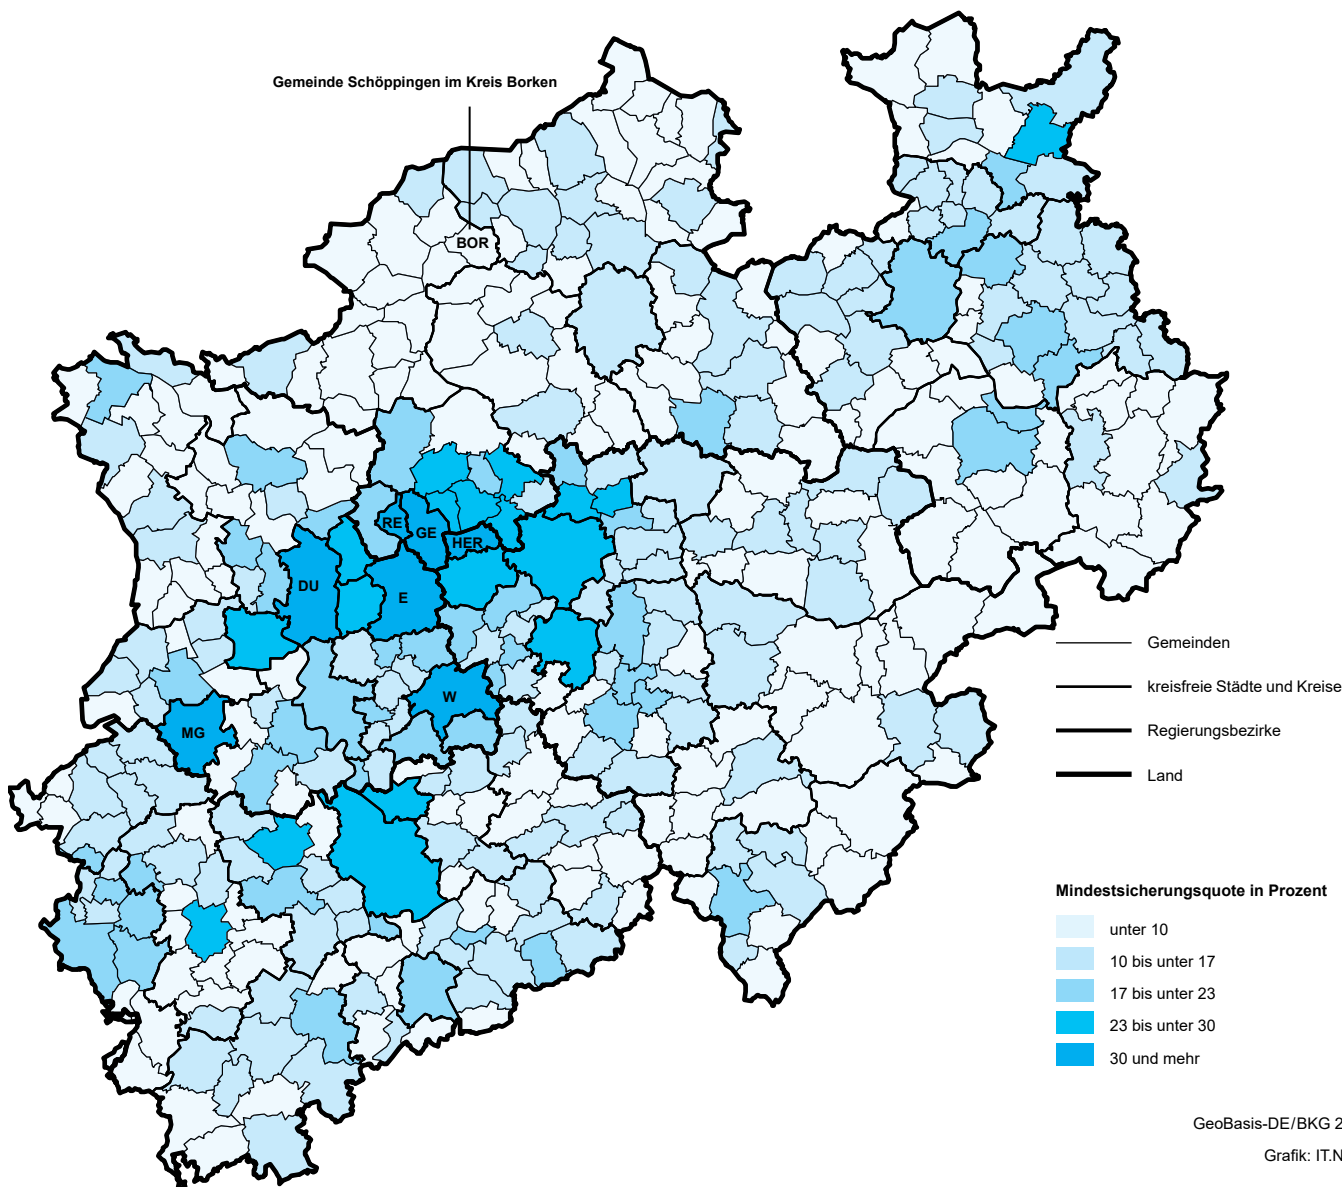 Gemeinde Schöppingen im Kreis Borken
BOR
RE
GE
HER
DU
E
W
MG
Gemeinden
kreisfreie Städte und Kreise
Regierungsbezirke
Land
Mindestsicherungsquote in Prozent
unter 10
10 bis unter 17
17 bis unter 23
23 bis unter 30
30 und mehr
GeoBasis-DE/BKG 2
Grafik: IT.N